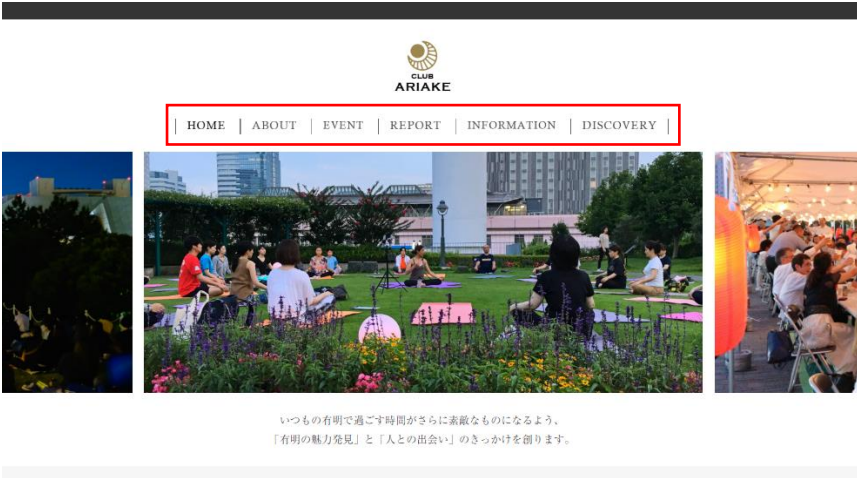 CLUB
ARIAKE
HOME | ABOUT | EVENT | REPORT | INFORMATION | DISCOVERY
いつもの有明で過ごす時間がさらに素敵なものになるよう、
「有明の魅力発見」と「人との出会い」のきっかけを創ります。